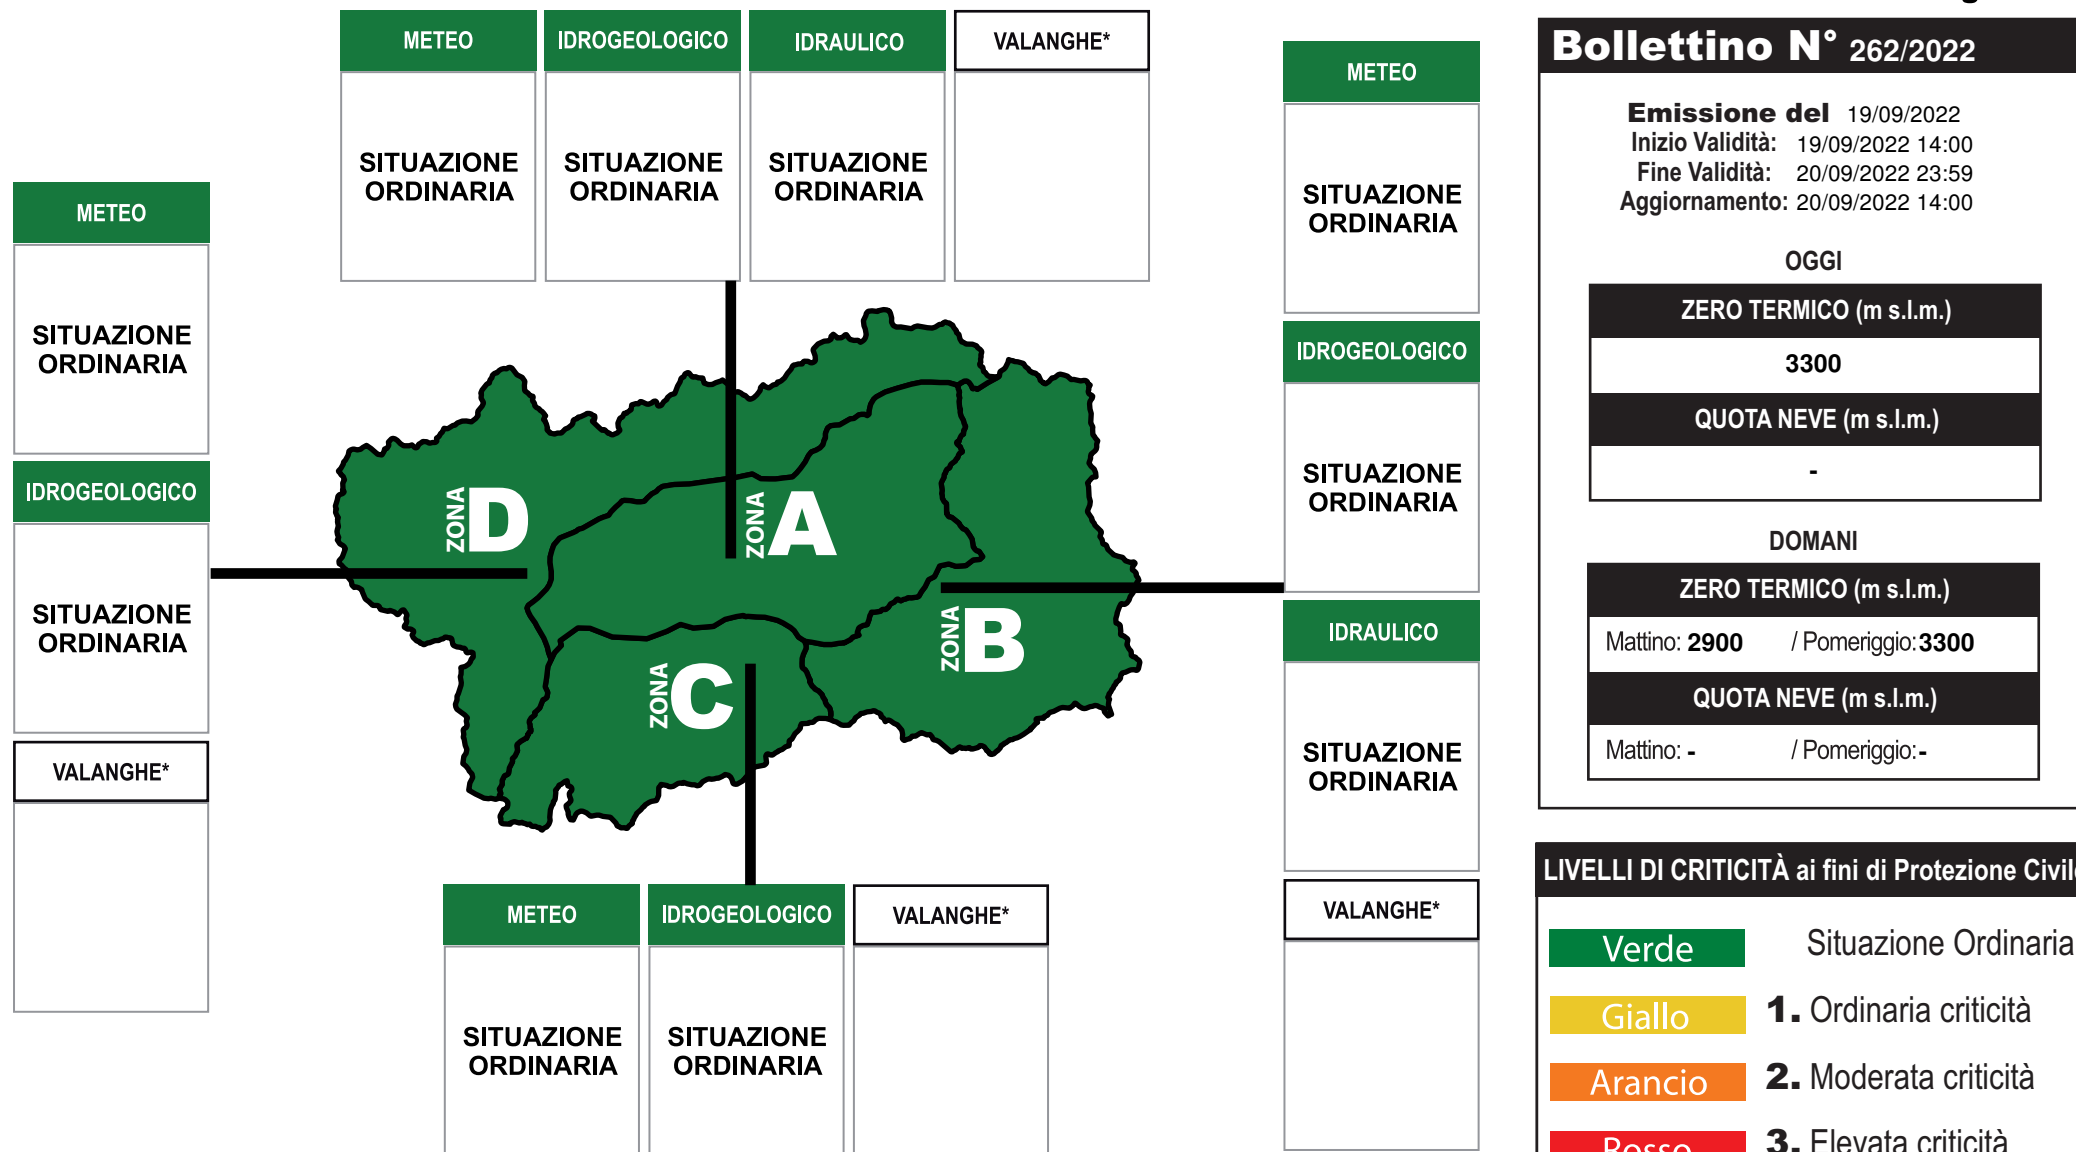 METEO
IDROGEOLOGICO
IDRAULICO
VALANGHE*
SITUAZIONE
ORDINARIA
SITUAZIONE
ORDINARIA
SITUAZIONE
ORDINARIA
METEO
SITUAZIONE
ORDINARIA
IDROGEOLOGICO
SITUAZIONE
ORDINARIA
VALANGHE*
ZONA D
ZONA A
ZONA B
ZONA C
METEO
SITUAZIONE
ORDINARIA
IDROGEOLOGICO
SITUAZIONE
ORDINARIA
IDRAULICO
SITUAZIONE
ORDINARIA
VALANGHE*
METEO
IDROGEOLOGICO
VALANGHE*
SITUAZIONE
ORDINARIA
SITUAZIONE
ORDINARIA
Bollettino N° 262/2022
Emissione del 19/09/2022
Inizio Validità: 19/09/2022 14:00
Fine Validità: 20/09/2022 23:59
Aggiornamento: 20/09/2022 14:00
OGGI
ZERO TERMICO (m s.l.m.)
3300
QUOTA NEVE (m s.l.m.)
-
DOMANI
ZERO TERMICO (m s.l.m.)
Mattino: 2900 / Pomeriggio: 3300
QUOTA NEVE (m s.l.m.)
Mattino: - / Pomeriggio: -
LIVELLI DI CRITICITÀ ai fini di Protezione Civile
Verde Situazione Ordinaria
Giallo 1. Ordinaria criticità
Arancio 2. Moderata criticità
Rosso 3. Elevata criticità